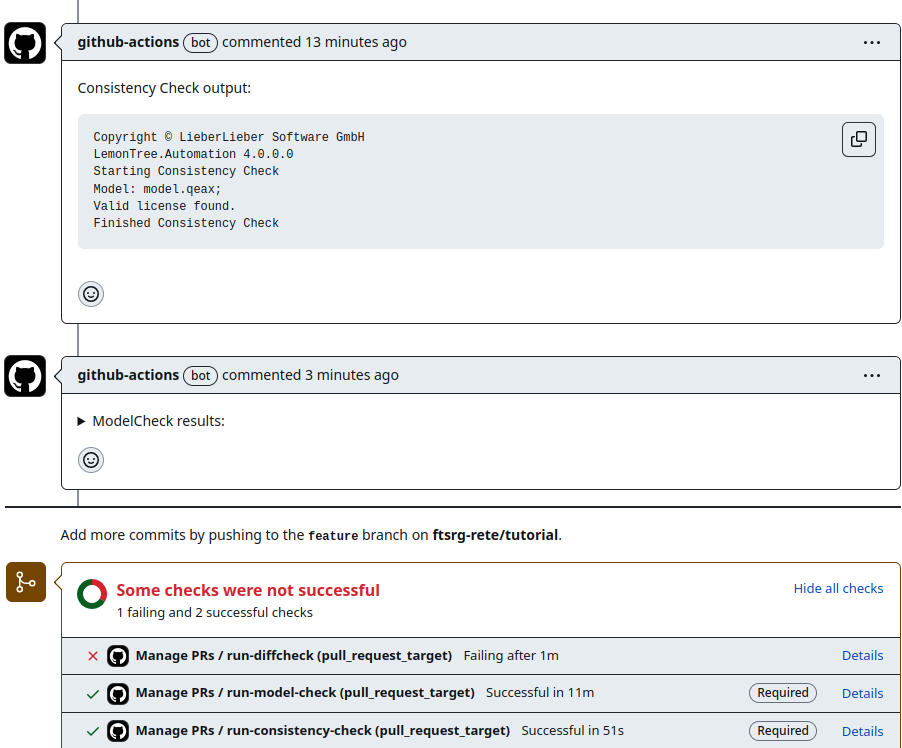 github-actions bot commented 13 minutes ago
Consistency Check output:
Copyright © LieberLieber Software GmbH
LemonTree.Automation 4.0.0.0
Starting Consistency Check
Model: model.qeax;
Valid license found.
Finished Consistency Check
github-actions bot commented 3 minutes ago
ModelCheck results:
Add more commits by pushing to the feature branch on ftsrg-rete/tutorial.
Some checks were not successful
Hide all checks
1 failing and 2 successful checks
Manage PRs / run-diffcheck (pull_request_target) Failing after 1m Details
Manage PRs / run-model-check (pull_request_target) Successful in 11m Required Details
Manage PRs / run-consistency-check (pull_request_target) Successful in 51s Required Details